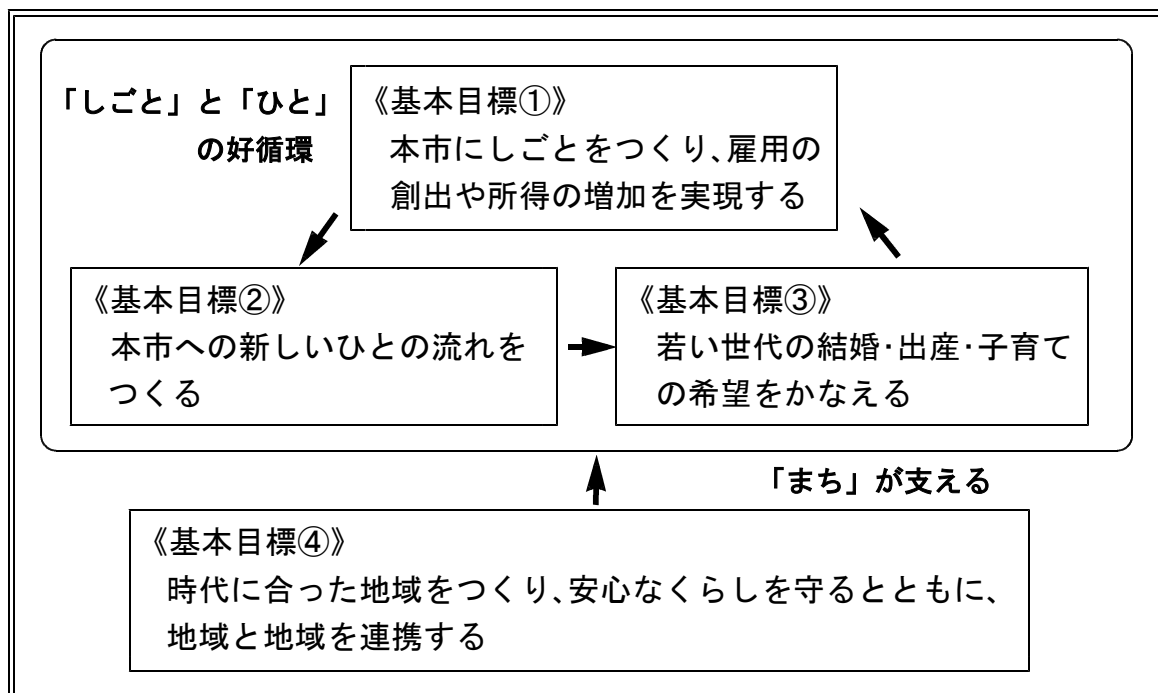 「しごと」と「ひと」
の好循環
《基本目標①》
本市にしごとをつくり、雇用の
創出や所得の増加を実現する
《基本目標②》
本市への新しいひとの流れを
つくる
《基本目標③》
若い世代の結婚・出産・子育て
の希望をかなえる
「まち」が支える
《基本目標④》
時代に合った地域をつくり、安心なくらしを守るとともに、
地域と地域を連携する